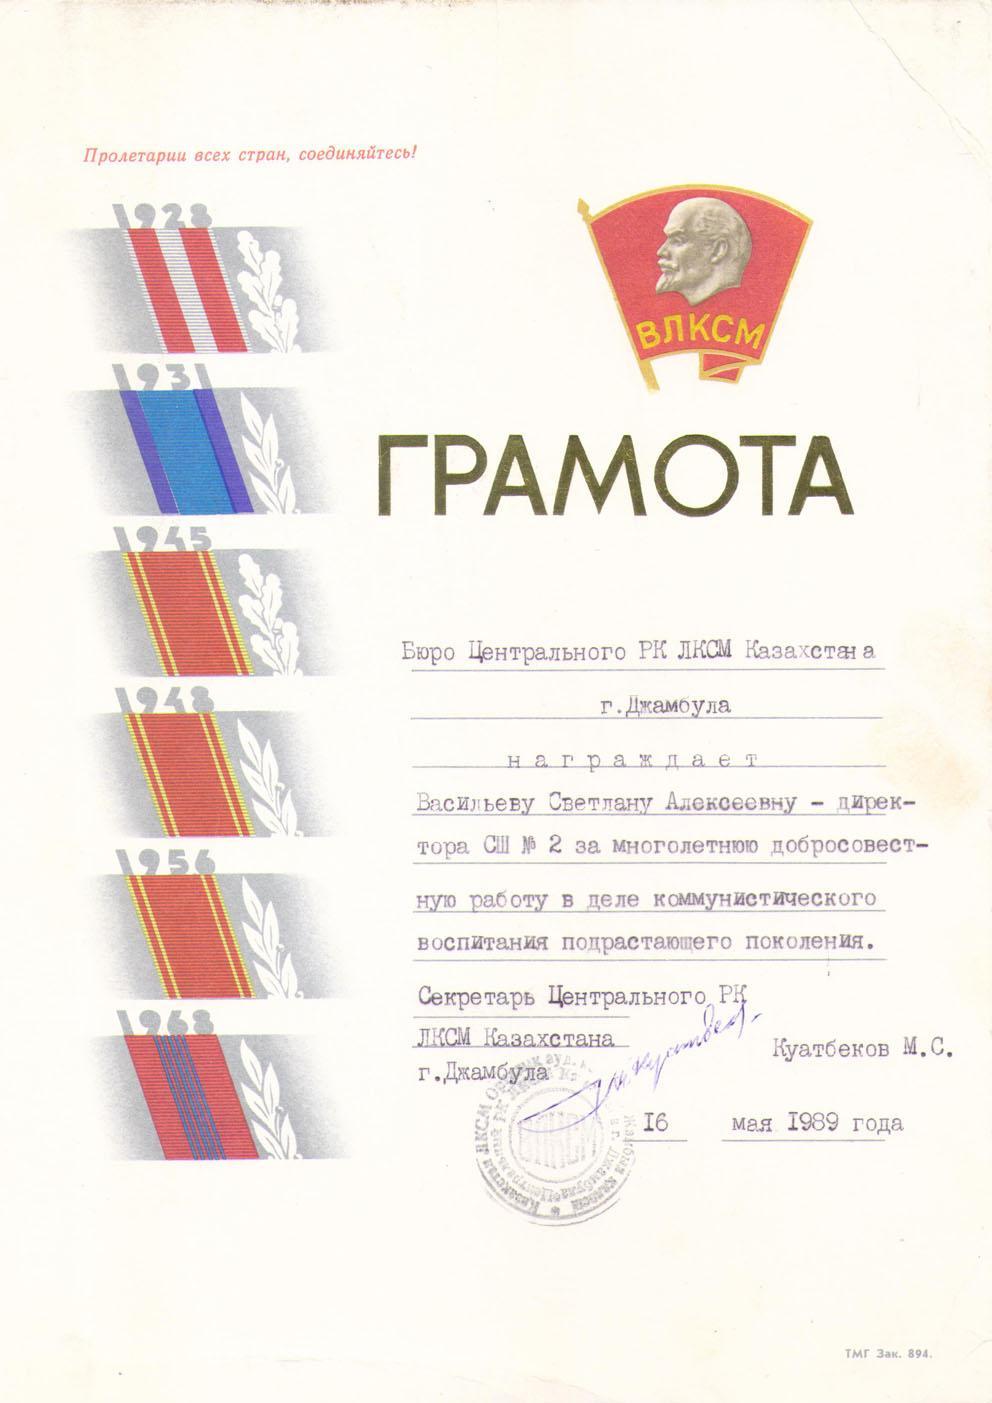 Пролетарии всех стран, соединяйтесь!
1928
1931
1945
1948
1956
1968
ВЛКСМ
ГРАМОТА
Бюро Центрального РК ЛКСМ Казахстана
г.Джамбула
награждает
Васильеву Светлану Алексеевну - дирек-
тора СШ № 2 за многолетнюю добросовест-
ную работу в деле коммунистического
воспитания подрастающего поколения.
Секретарь Центрального РК
ЛКСМ Казахстана
г.Джамбула
Куатбеков М.С.
16 мая 1989 года
ВЛКСМ
ТМГ Зак. 894.